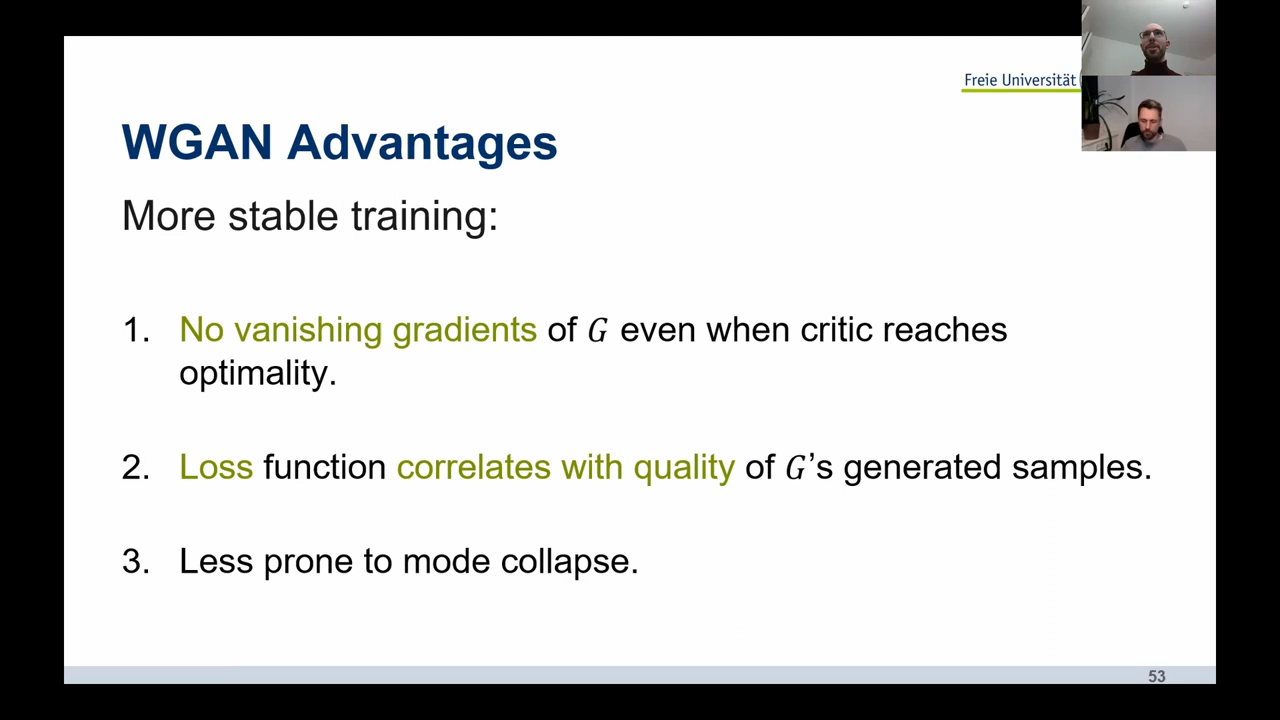 Freie Universität
WGAN Advantages
More stable training:
1. No vanishing gradients of G even when critic reaches
optimality.
2. Loss function correlates with quality of G’s generated samples.
3. Less prone to mode collapse.
53